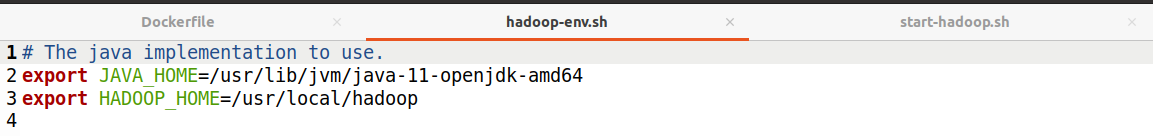 Dockerfile × hadoop-env.sh × start-hadoop.sh ×
1 # The java implementation to use.
2 export JAVA_HOME=/usr/lib/jvm/java-11-openjdk-amd64
3 export HADOOP_HOME=/usr/local/hadoop
4